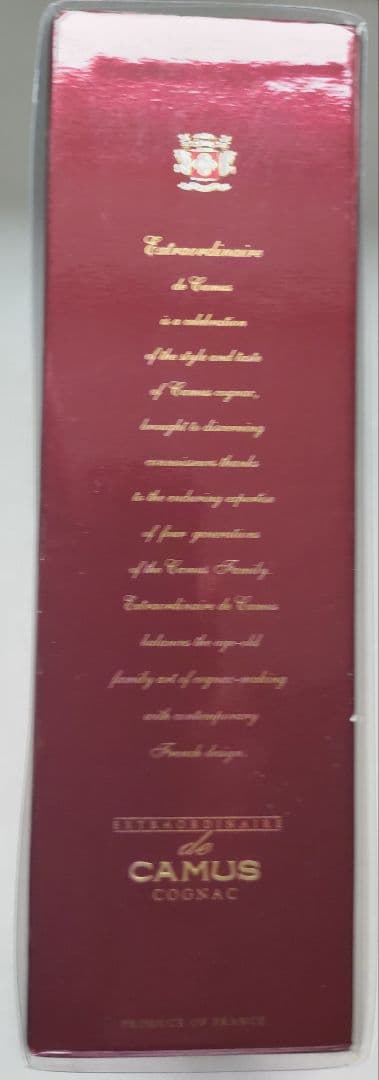 Extraordinaire
de Camus
is a celebration
of the style and taste
of Camus cognac,
brought to discerning
connoisseurs thanks
to the enduring expertise
of four generations
of the Camus Family.
Extraordinaire de Camus
balances the age-old
family art of cognac-making
with contemporary
French design.
EXTRAORDINAIRE
de
CAMUS
COGNAC
PRODUCE OF FRANCE